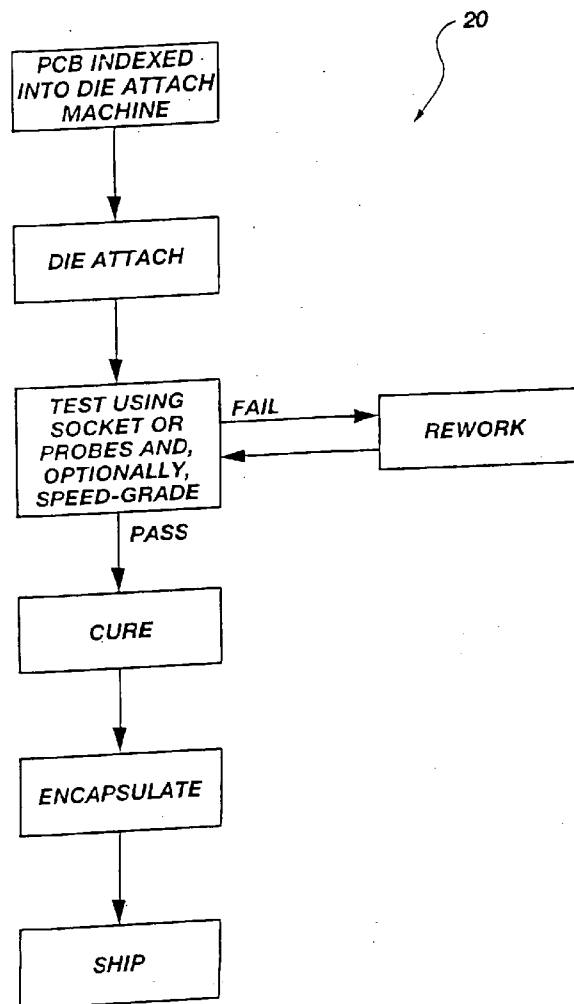 20
PCB INDEXED
INTO DIE ATTACH
MACHINE
DIE ATTACH
TEST USING
SOCKET OR
PROBES AND,
OPTIONALLY,
SPEED-GRADE
FAIL
REWORK
PASS
CURE
ENCAPSULATE
SHIP